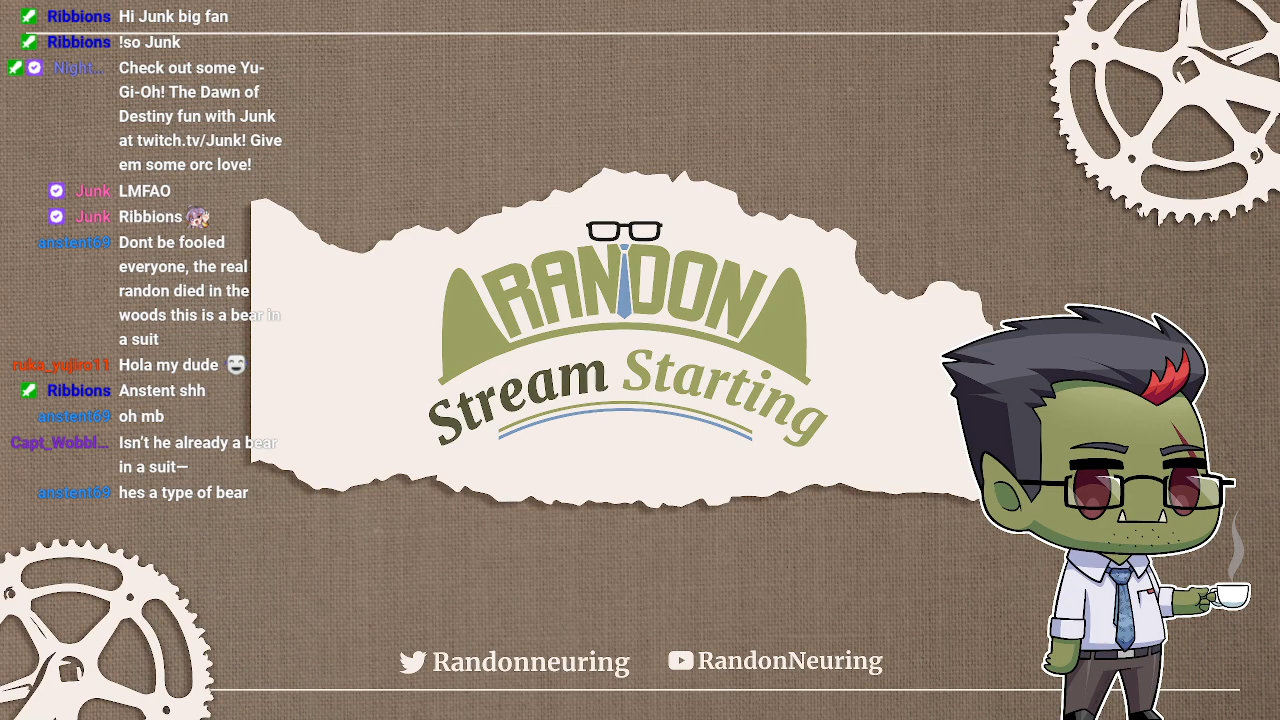 Ribbions Hi Junk big fan
Ribbions !so Junk
Night... Check out some Yu-
Gi-Oh! The Dawn of
Destiny fun with Junk
at twitch.tv/Junk! Give
em some orc love!
Junk LMFAO
Junk Ribbions
anstent69 Dont be fooled
everyone, the real
randon died in the
woods this is a bear in
a suit
ruka_yujiro11 Hola my dude
Ribbions Anstent shh
anstent69 oh mb
Capt_Wobbl... Isn't he already a bear
in a suit—
anstent69 hes a type of bear
RANDON
Stream Starting
Randonneuring
RandonNeuring